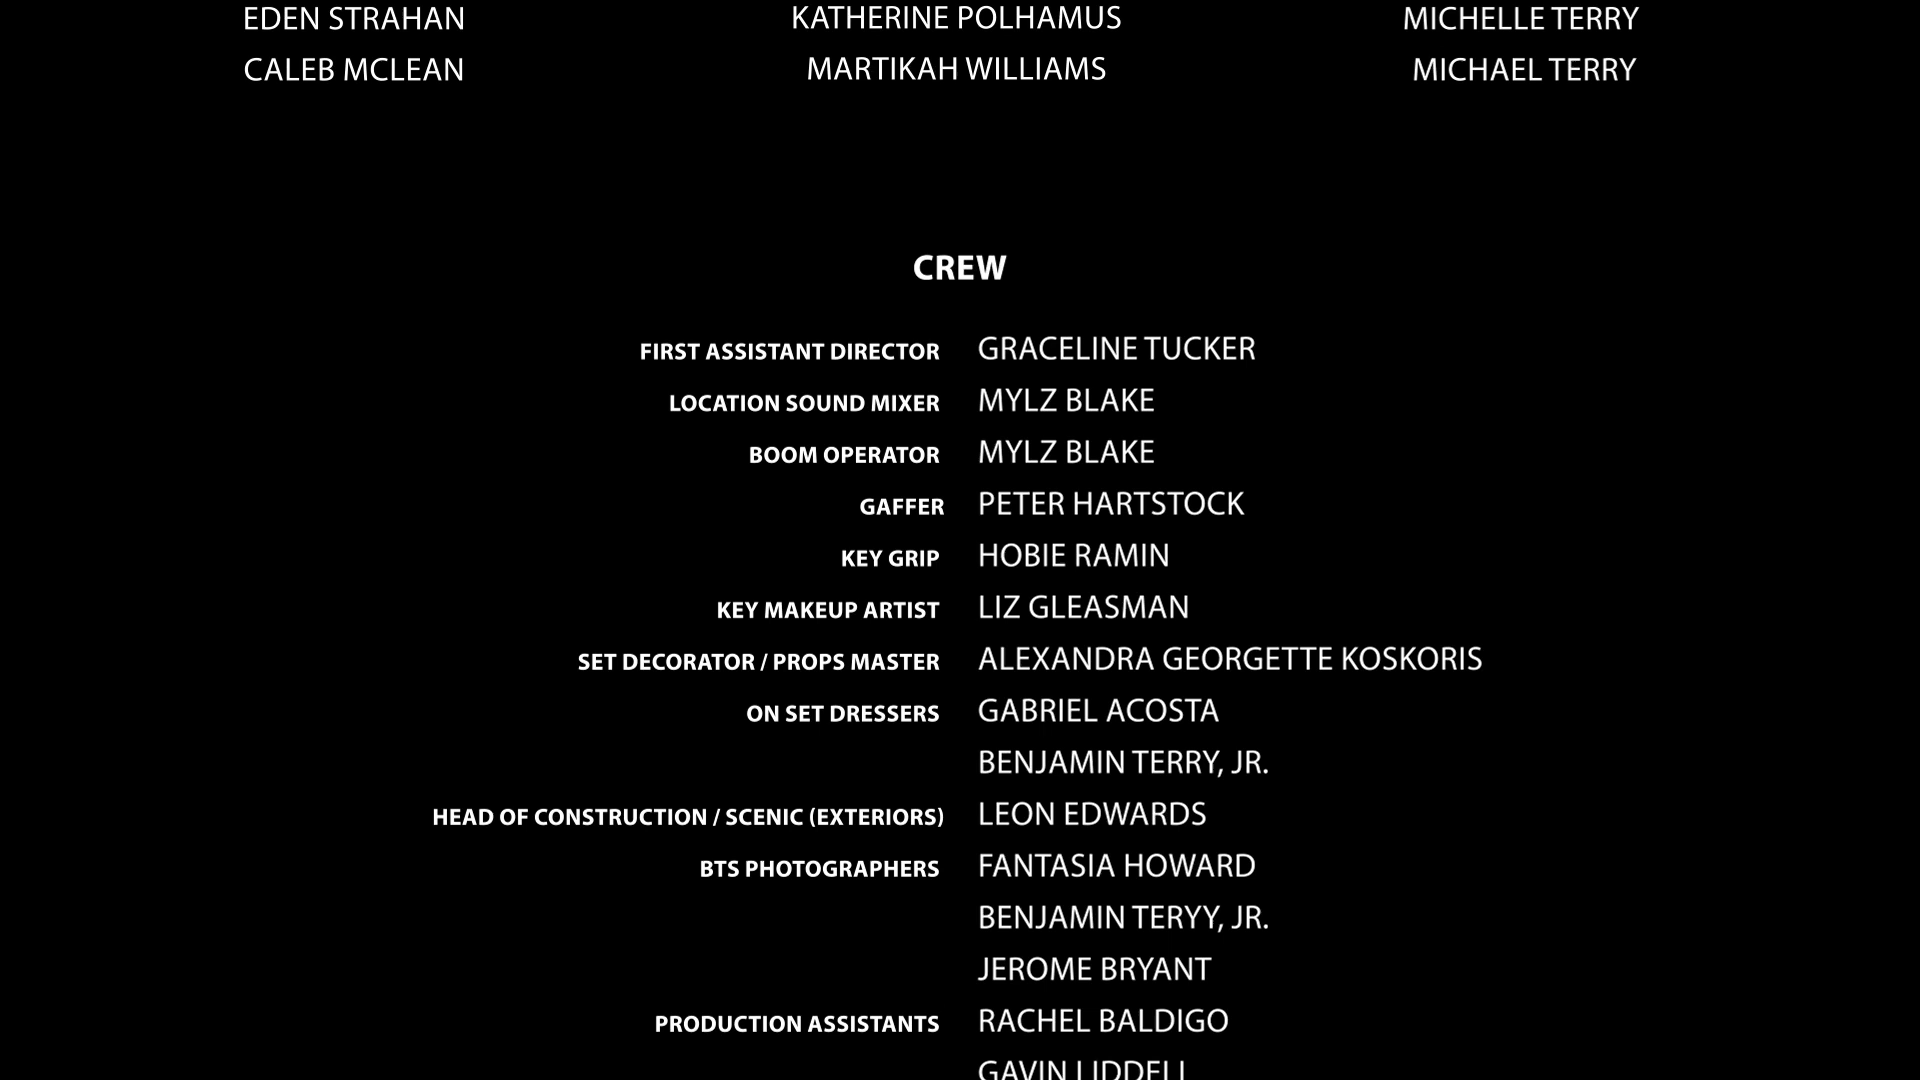 EDEN STRAHAN KATHERINE POLHAMUS MICHELLE TERRY
CALEB MCLEAN MARTIKAH WILLIAMS MICHAEL TERRY
CREW
FIRST ASSISTANT DIRECTOR GRACELINE TUCKER
LOCATION SOUND MIXER MYLZ BLAKE
BOOM OPERATOR MYLZ BLAKE
GAFFER PETER HARTSTOCK
KEY GRIP HOBIE RAMIN
KEY MAKEUP ARTIST LIZ GLEASMAN
SET DECORATOR / PROPS MASTER ALEXANDRA GEORGETTE KOSKORIS
ON SET DRESSERS GABRIEL ACOSTA
BENJAMIN TERRY, JR.
HEAD OF CONSTRUCTION / SCENIC (EXTERIORS) LEON EDWARDS
BTS PHOTOGRAPHERS FANTASIA HOWARD
BENJAMIN TERYY, JR.
JEROME BRYANT
PRODUCTION ASSISTANTS RACHEL BALDIGO
GAVIN LIDDELL